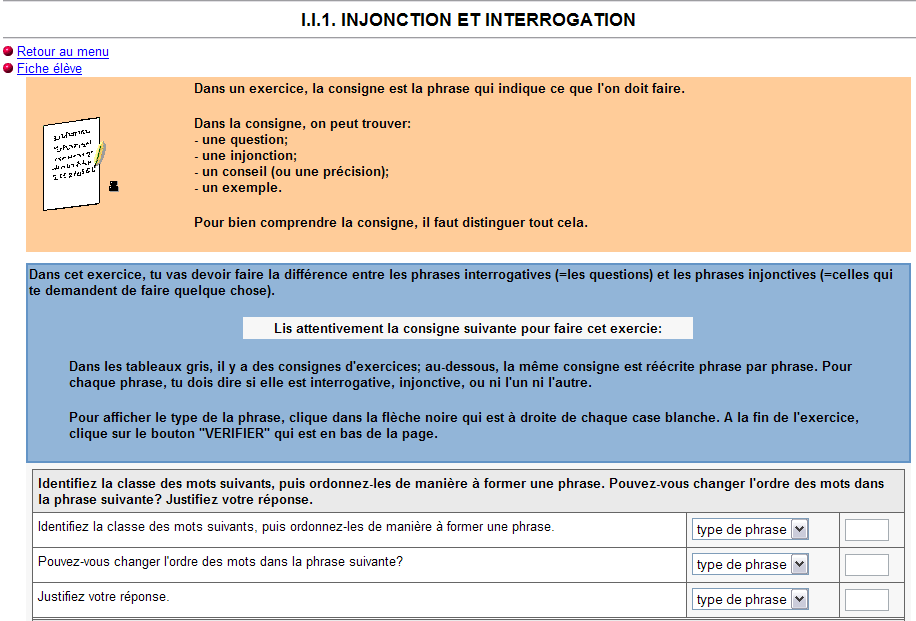 I.I.1. INJONCTION ET INTERROGATION
Retour au menu
Fiche élève
Dans un exercice, la consigne est la phrase qui indique ce que l'on doit faire.
Dans la consigne, on peut trouver:
- une question;
- une injonction;
- un conseil (ou une précision);
- un exemple.
Pour bien comprendre la consigne, il faut distinguer tout cela.
Dans cet exercice, tu vas devoir faire la différence entre les phrases interrogatives (=les questions) et les phrases injonctives (=celles qui
te demandent de faire quelque chose).
Lis attentivement la consigne suivante pour faire cet exercie:
Dans les tableaux gris, il y a des consignes d'exercices; au-dessous, la même consigne est réécrite phrase par phrase. Pour
chaque phrase, tu dois dire si elle est interrogative, injonctive, ou ni l'un ni l'autre.
Pour afficher le type de la phrase, clique dans la flèche noire qui est à droite de chaque case blanche. A la fin de l'exercice,
clique sur le bouton "VERIFIER" qui est en bas de la page.
Identifiez la classe des mots suivants, puis ordonnez-les de manière à former une phrase. Pouvez-vous changer l'ordre des mots dans
la phrase suivante? Justifiez votre réponse.
Identifiez la classe des mots suivants, puis ordonnez-les de manière à former une phrase.
type de phrase
Pouvez-vous changer l'ordre des mots dans la phrase suivante?
type de phrase
Justifiez votre réponse.
type de phrase